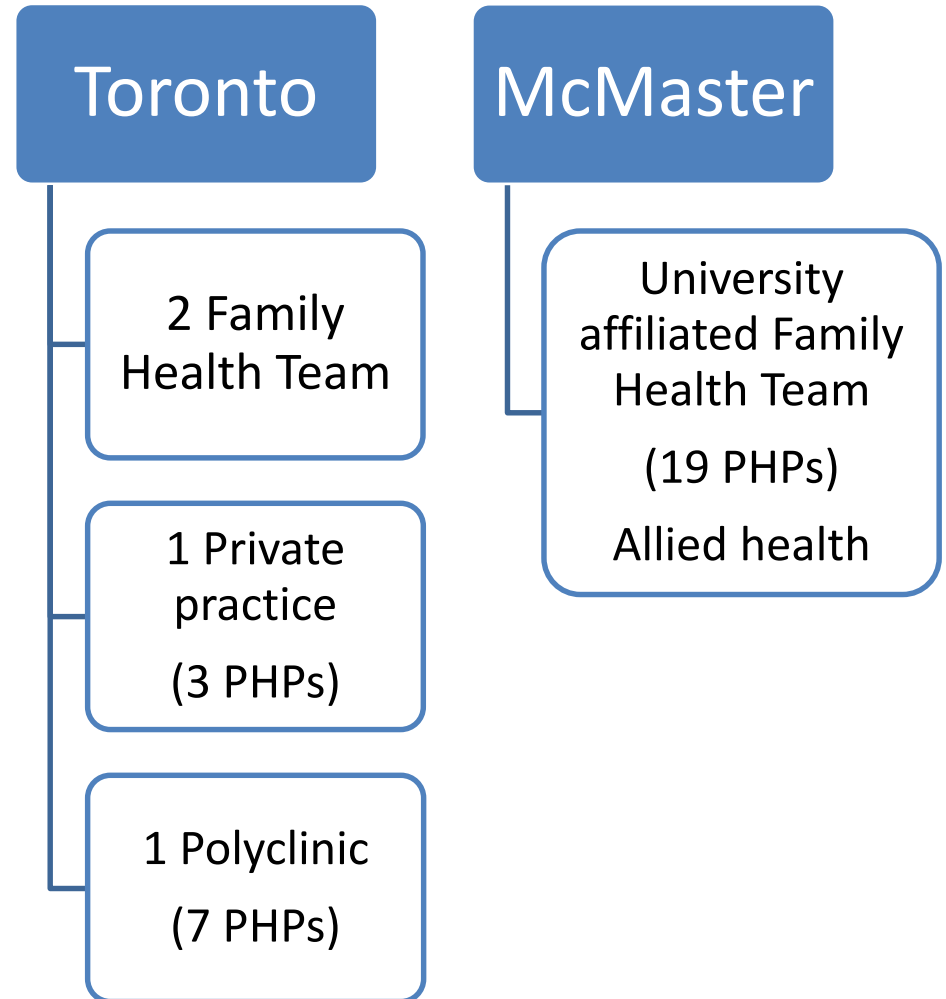 Toronto
2 Family
Health Team
1 Private
practice
(3 PHPs)
1 Polyclinic
(7 PHPs)
McMaster
University
affiliated Family
Health Team
(19 PHPs)
Allied health